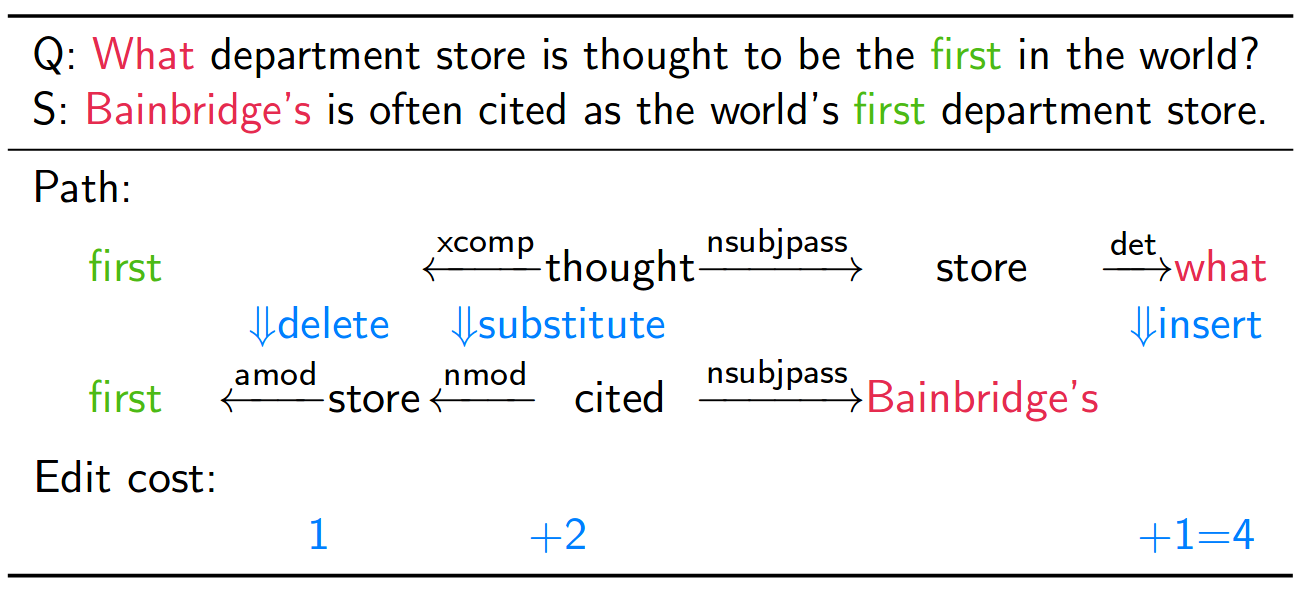 Q: What department store is thought to be the first in the world?
S: Bainbridge's is often cited as the world's first department store.
Path:
first ←xcomp thought nsubjpass→ store det→ what
⇓delete ⇓substitute ⇓insert
first ←amod store ←nmod cited nsubjpass→ Bainbridge's
Edit cost:
1 +2 +1=4